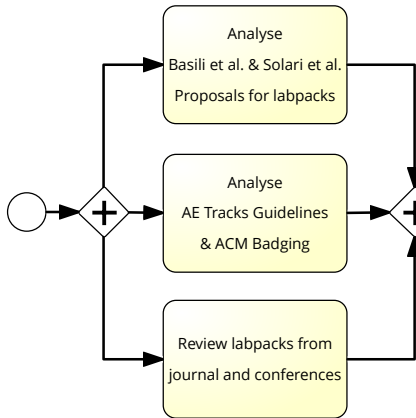 Analyse
Basili et al. & Solari et al.
Proposals for labpacks
Analyse
AE Tracks Guidelines
& ACM Badging
Review labpacks from
journal and conferences